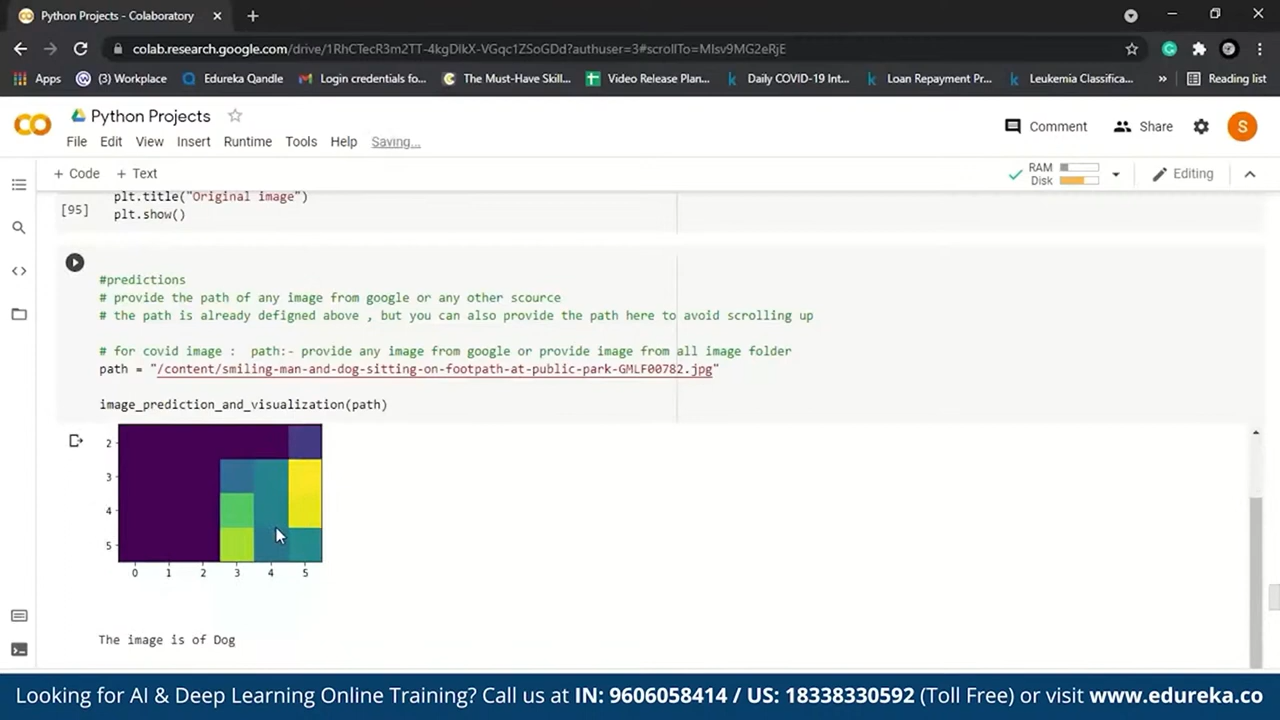 Python Projects - Colaboratory
colab.research.google.com/drive/1RhCTecR3m2TT-4kgDlkX-VGqc1ZSoGDd?authuser=3#scrollTo=MIsv9MG2eRjE
Apps (3) Workplace Edureka Qandle Login credentials fo... The Must-Have Skil... Video Release Plan... Daily COVID-19 Int... Loan Repayment Pr... Leukemia Classifica... » Reading list
CO Python Projects
Comment Share S
File Edit View Insert Runtime Tools Help Saving...
+ Code + Text
RAM
Disk
Editing
plt.title("Original image")
[95] plt.show()
#predictions
# provide the path of any image from google or any other scource
# the path is already defigned above , but you can also provide the path here to avoid scrolling up
# for covid image : path:- provide any image from google or provide image from all image folder
path = "/content/smiling-man-and-dog-sitting-on-footpath-at-public-park-GMLF00782.jpg"
image_prediction_and_visualization(path)
2
3
4
5
0 1 2 3 4 5
The image is of Dog
Looking for AI & Deep Learning Online Training? Call us at IN: 9606058414 / US: 18338330592 (Toll Free) or visit www.edureka.co